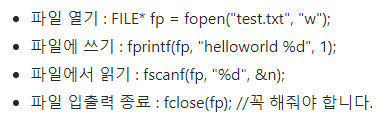 • 파일 열기 : FILE* fp = fopen("test.txt", "w");
• 파일에 쓰기 : fprintf(fp, "helloworld %d", 1);
• 파일에서 읽기 : fscanf(fp, "%d", &n);
• 파일 입출력 종료 : fclose(fp); //꼭 해줘야 합니다.